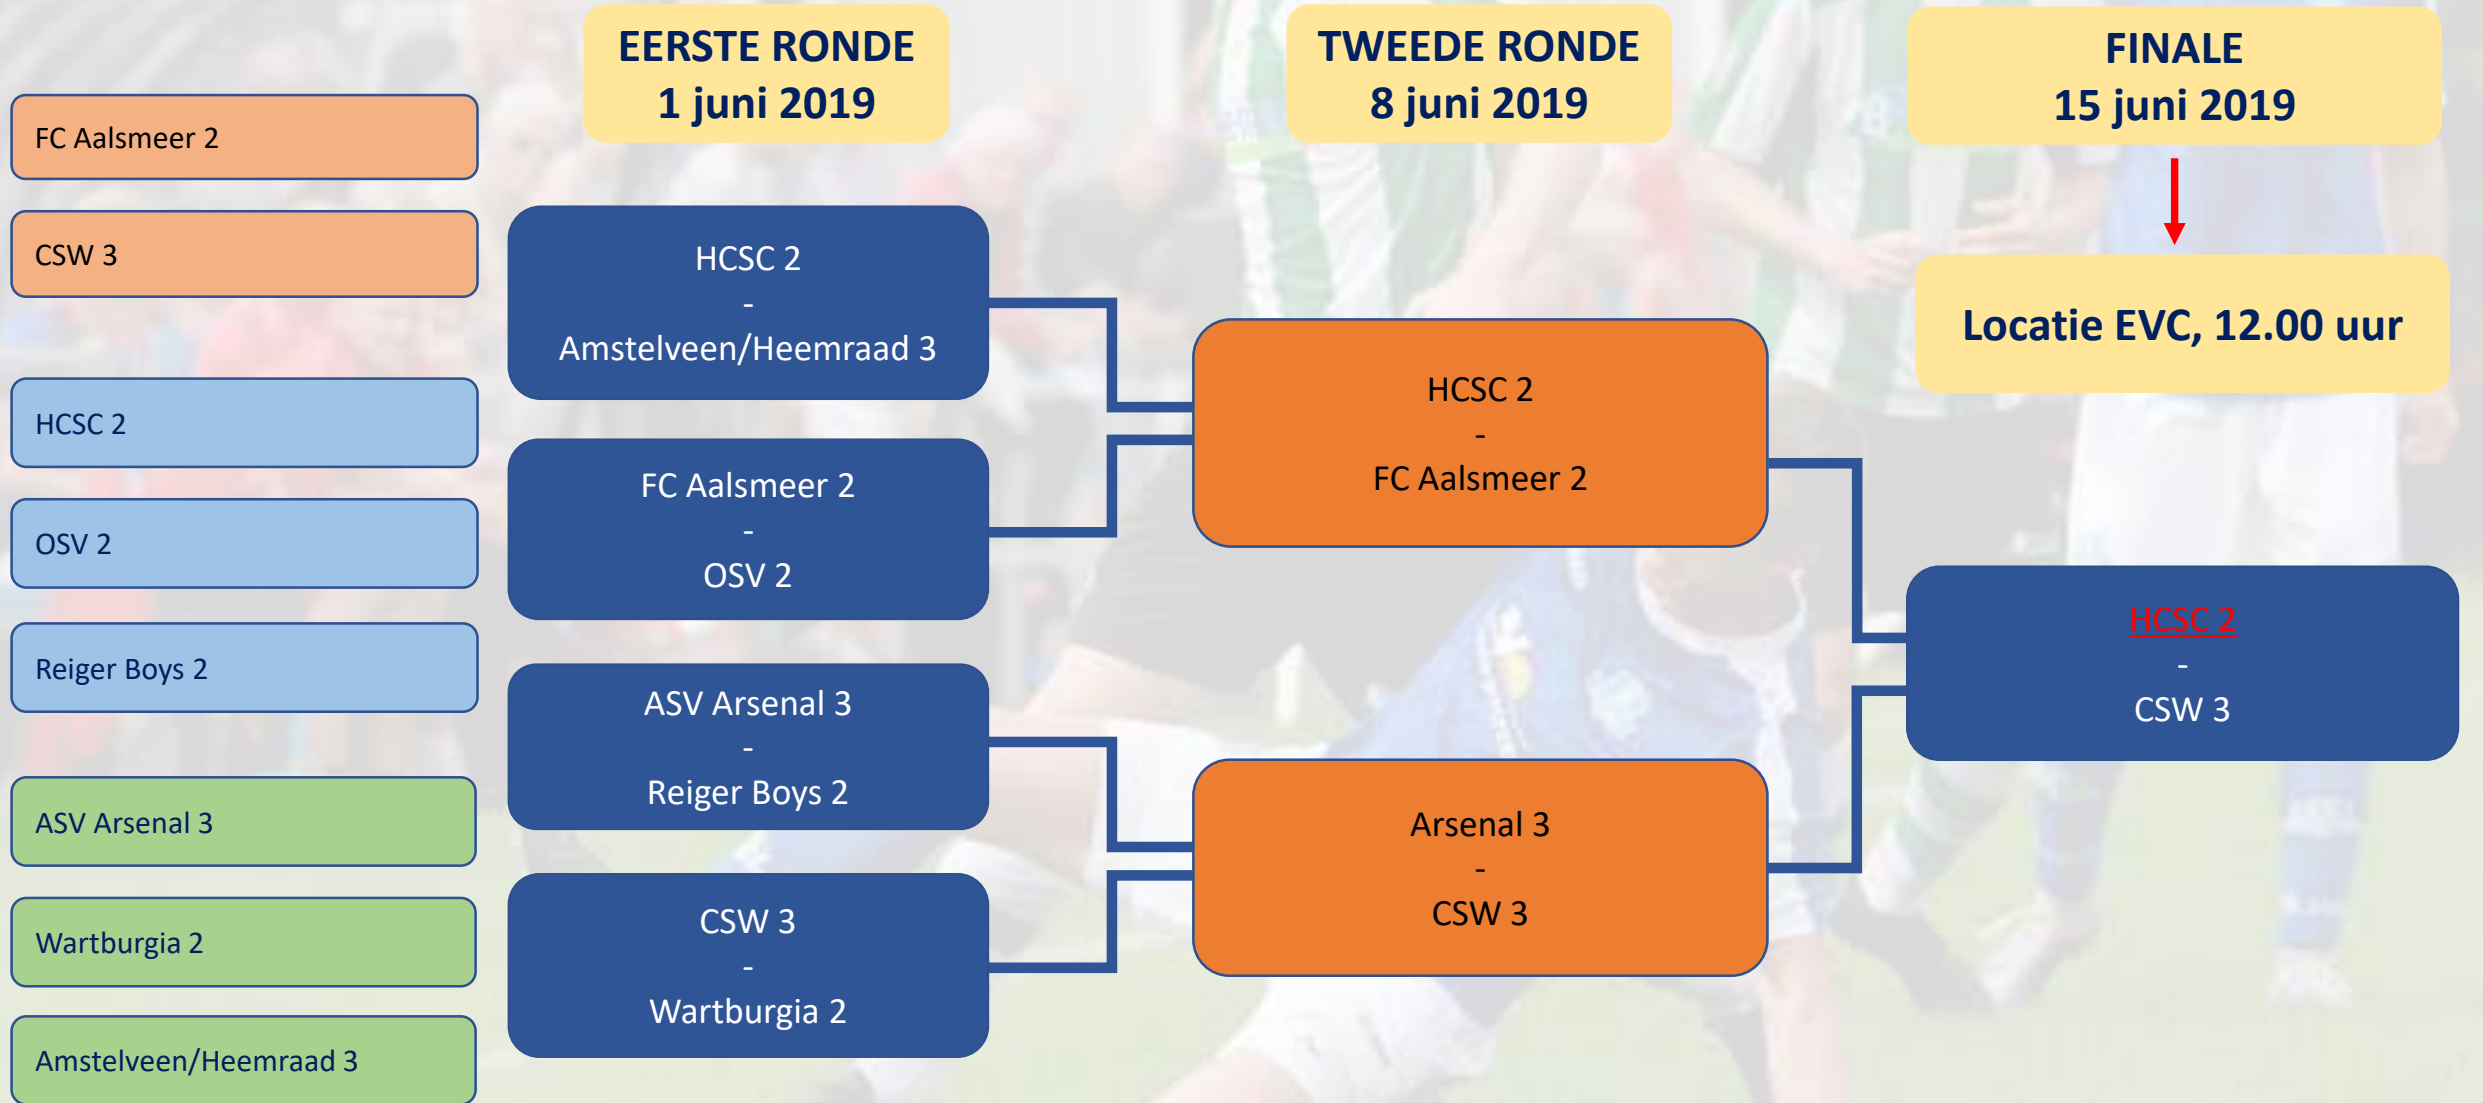 EERSTE RONDE
1 juni 2019
TWEEDE RONDE
8 juni 2019
FINALE
15 juni 2019
Locatie EVC, 12.00 uur
FC Aalsmeer 2
CSW 3
HCSC 2
OSV 2
Reiger Boys 2
ASV Arsenal 3
Wartburgia 2
Amstelveen/Heemraad 3
HCSC 2
-
Amstelveen/Heemraad 3
FC Aalsmeer 2
-
OSV 2
ASV Arsenal 3
-
Reiger Boys 2
CSW 3
-
Wartburgia 2
HCSC 2
-
FC Aalsmeer 2
Arsenal 3
-
CSW 3
HCSC 2
-
CSW 3